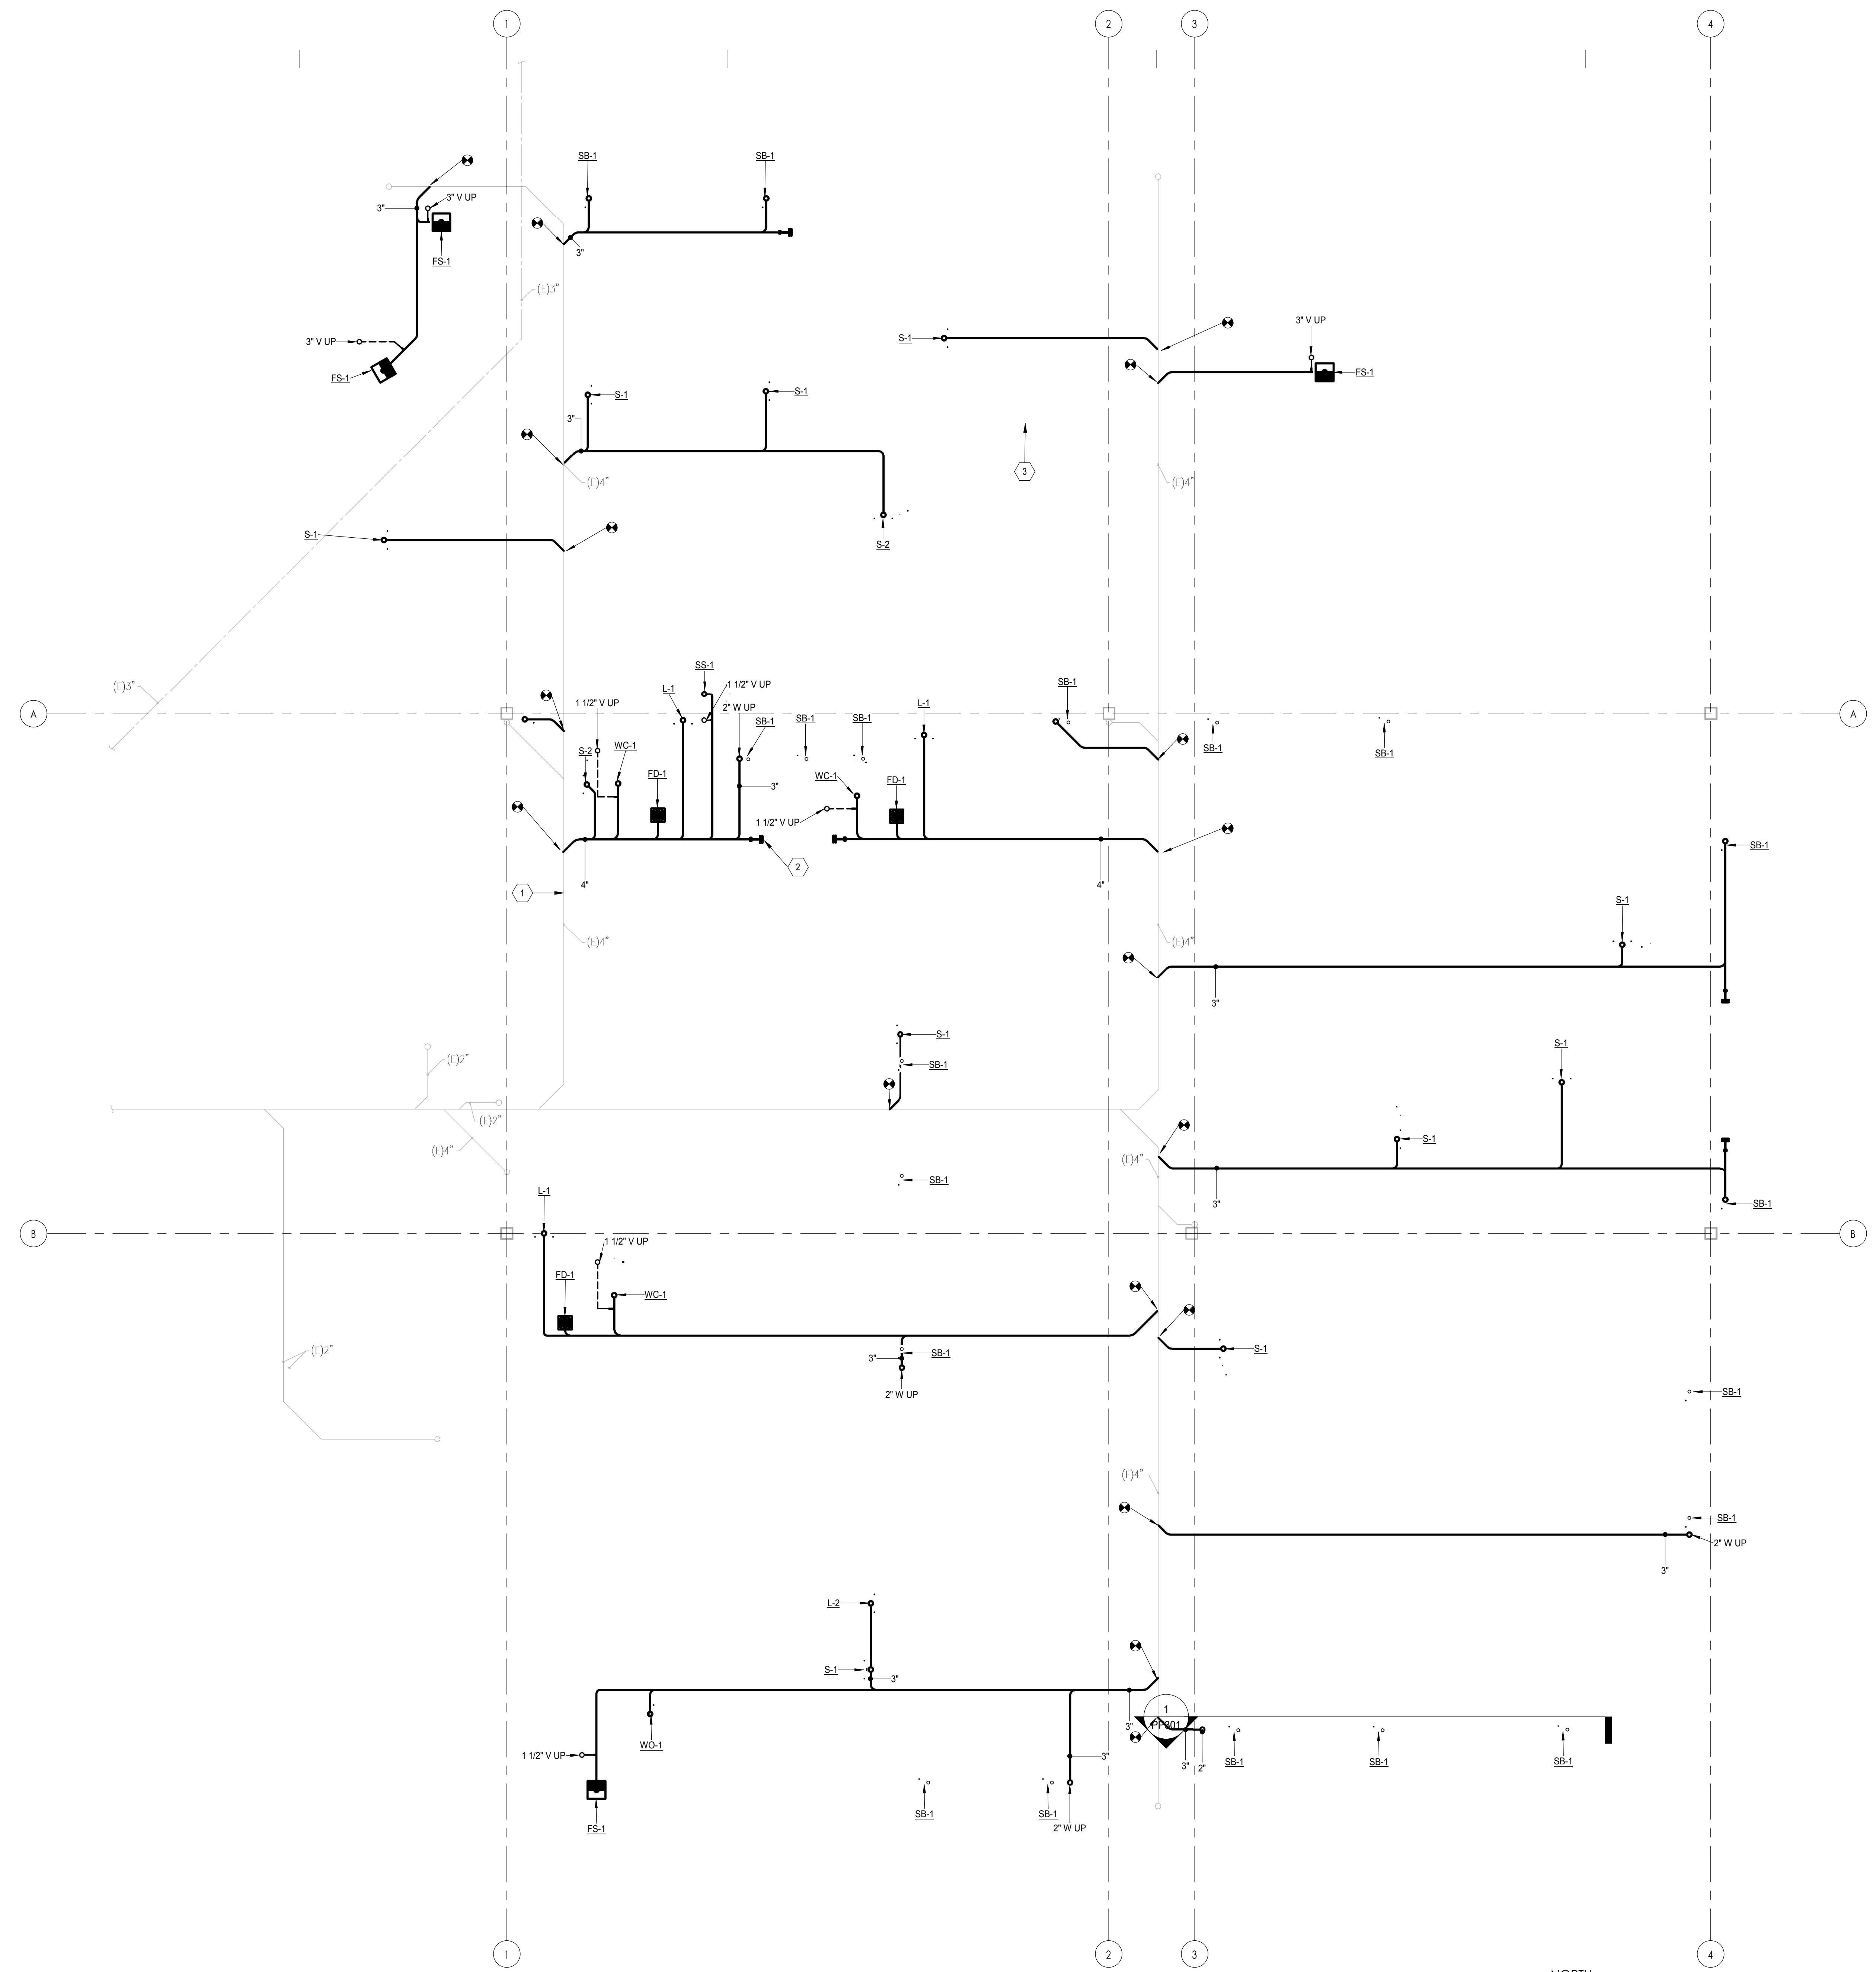 1
2
3
4
SB-1
SB-1
3" V UP
3"
3"
FS-1
(E)3"
3" V UP
S-1
3" V UP
FS-1
FS-1
S-1
S-1
3"
3
(E)4"
(E)4"
S-1
S-2
SS-1
(E)3"
L-1
1 1/2" V UP
SB-1
1 1/2" V UP
2" W UP
L-1
A
A
SB-1
SB-1
SB-1
S-2
WC-1
SB-1
SB-1
FD-1
WC-1
FD-1
3"
1 1/2" V UP
SB-1
2
4"
4"
1
S-1
(E)4"
(E)4"
3"
S-1
S-1
(E)2"
SB-1
(E)2"
S-1
(E)4"
(E)4"
SB-1
L-1
3"
SB-1
B
B
1 1/2" V UP
FD-1
WC-1
(E)2"
SB-1
S-1
3"
2" W UP
SB-1
(E)4"
SB-1
2" W UP
3"
L-2
S-1
3"
1
PP801
3"
WO-1
1 1/2" V UP
3"
3"
2"
SB-1
SB-1
SB-1
SB-1
SB-1
FS-1
2" W UP
1
2
3
4